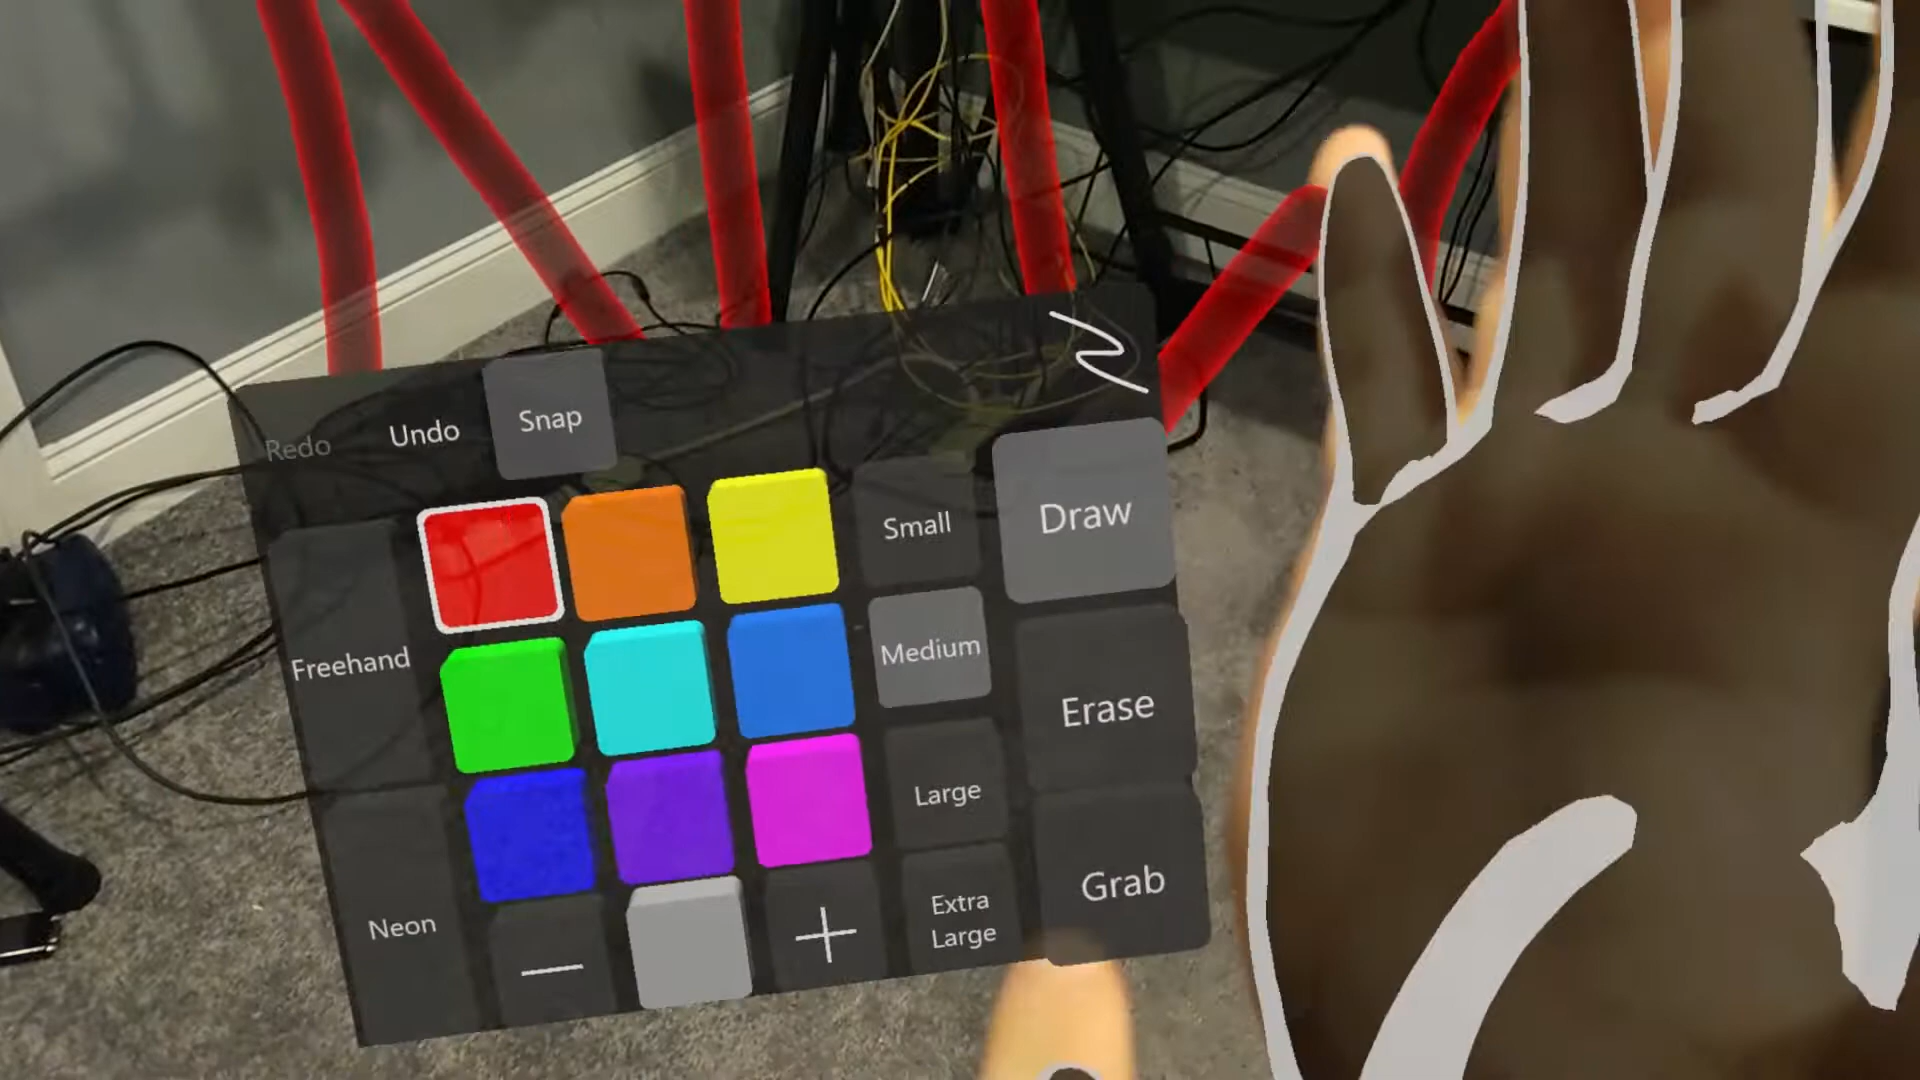 Redo
Undo
Snap
Small
Draw
Freehand
Medium
Erase
Large
Grab
Neon
Extra
Large